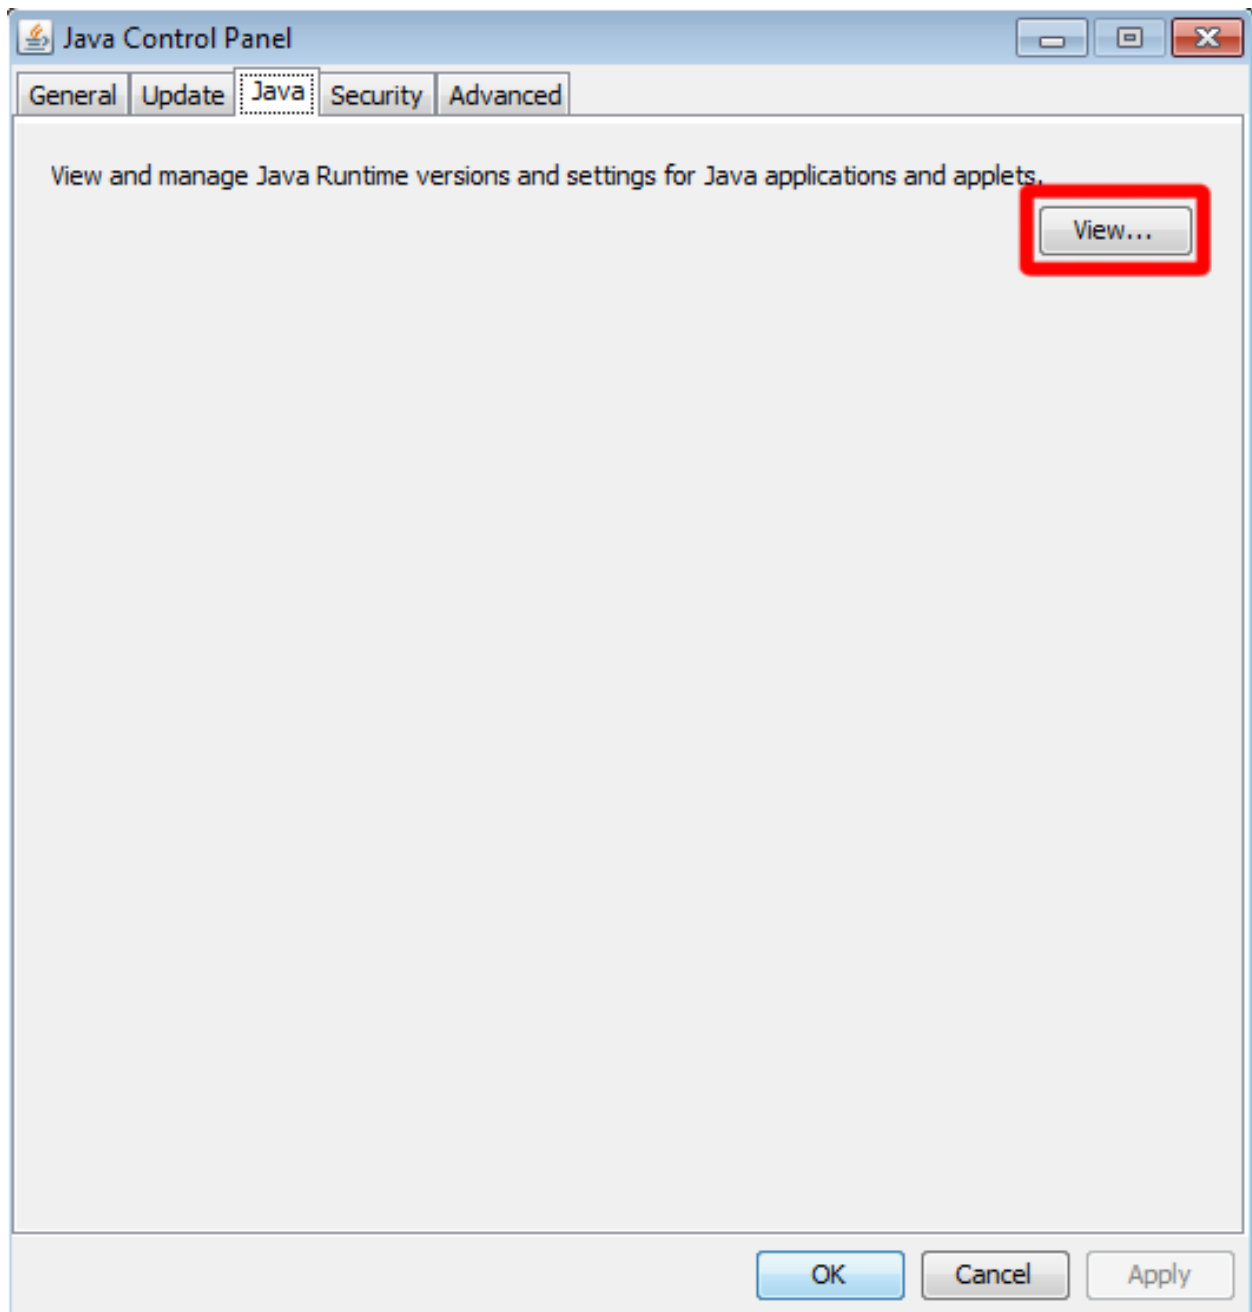 Java Control Panel
General Update Java Security Advanced
View and manage Java Runtime versions and settings for Java applications and applets.
View...
OK Cancel Apply